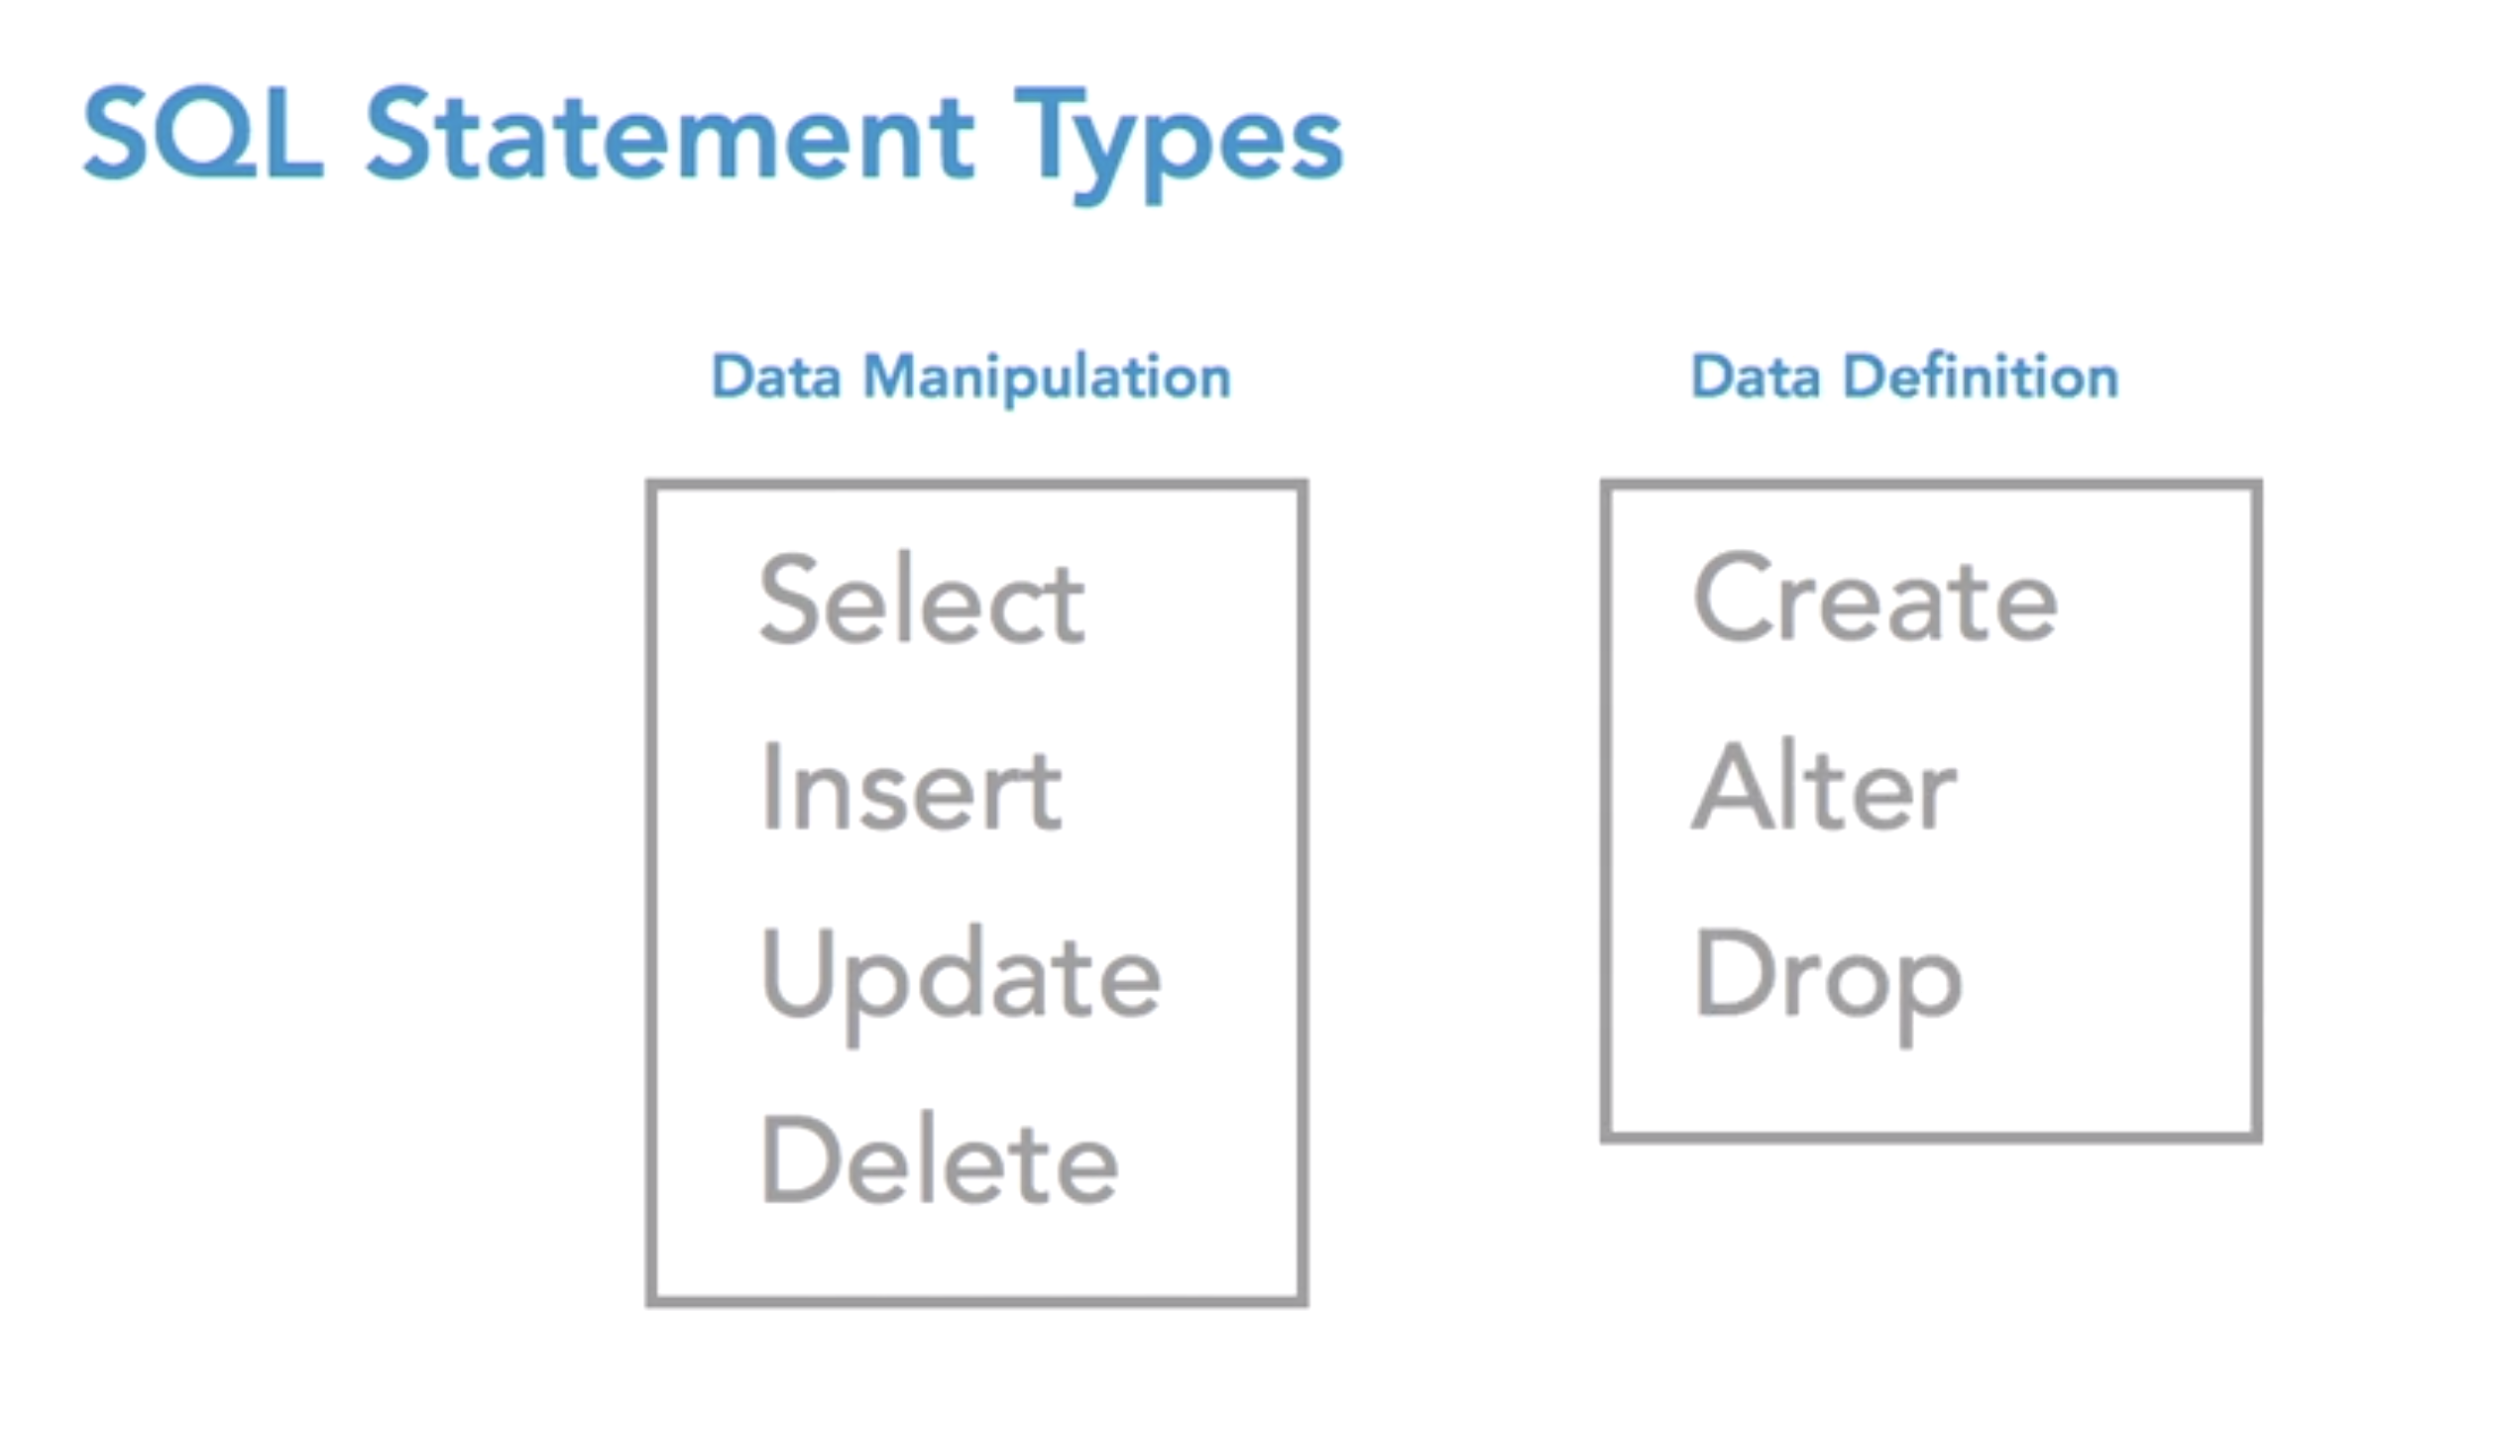 SQL Statement Types
Data Manipulation
Select
Insert
Update
Delete
Data Definition
Create
Alter
Drop